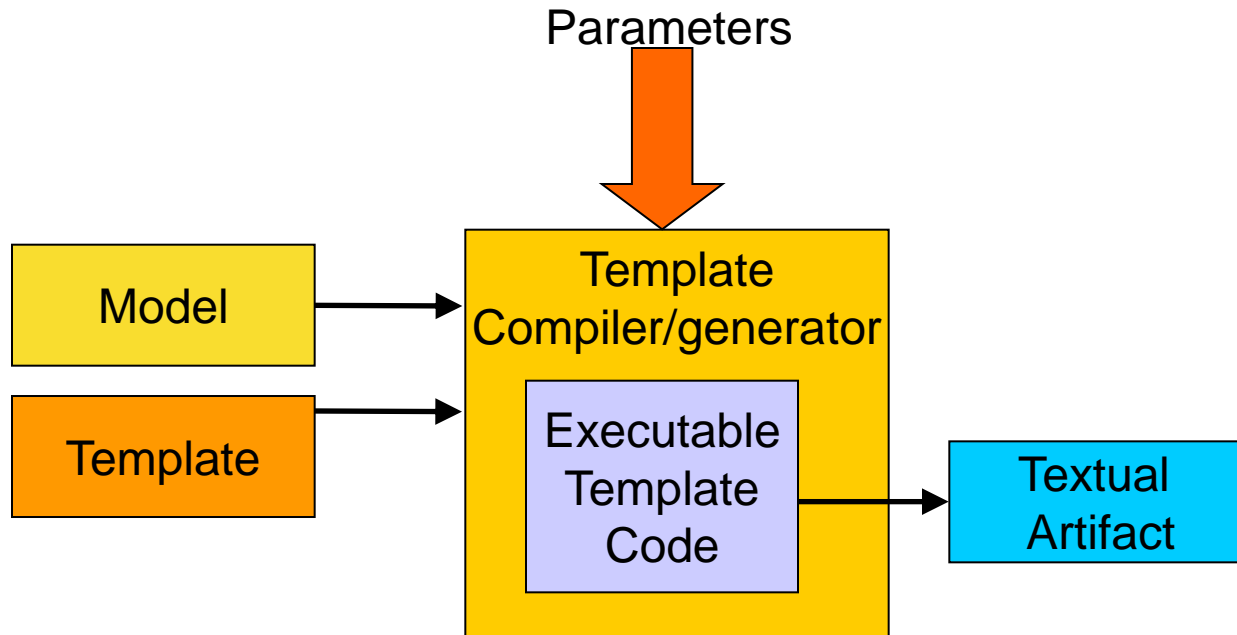 Parameters
Model
Template
Template
Compiler/generator
Executable
Template
Code
Textual
Artifact